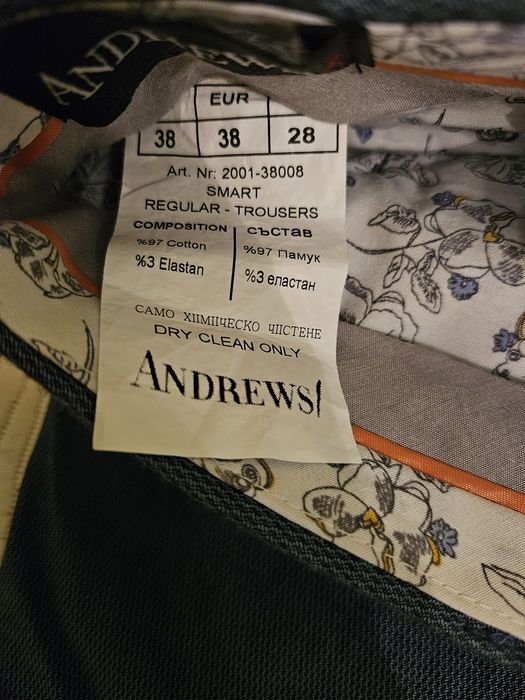 ANDREWS
EUR
38 38 28
Art. Nr: 2001-38008
SMART
REGULAR - TROUSERS
COMPOSITION
%97 Cotton
%3 Elastan
СЪСТАВ
%97 Памук
%3 еластан
САМО ХИМИЧЕСКО ЧИСТЕНЕ
DRY CLEAN ONLY
ANDREWS/